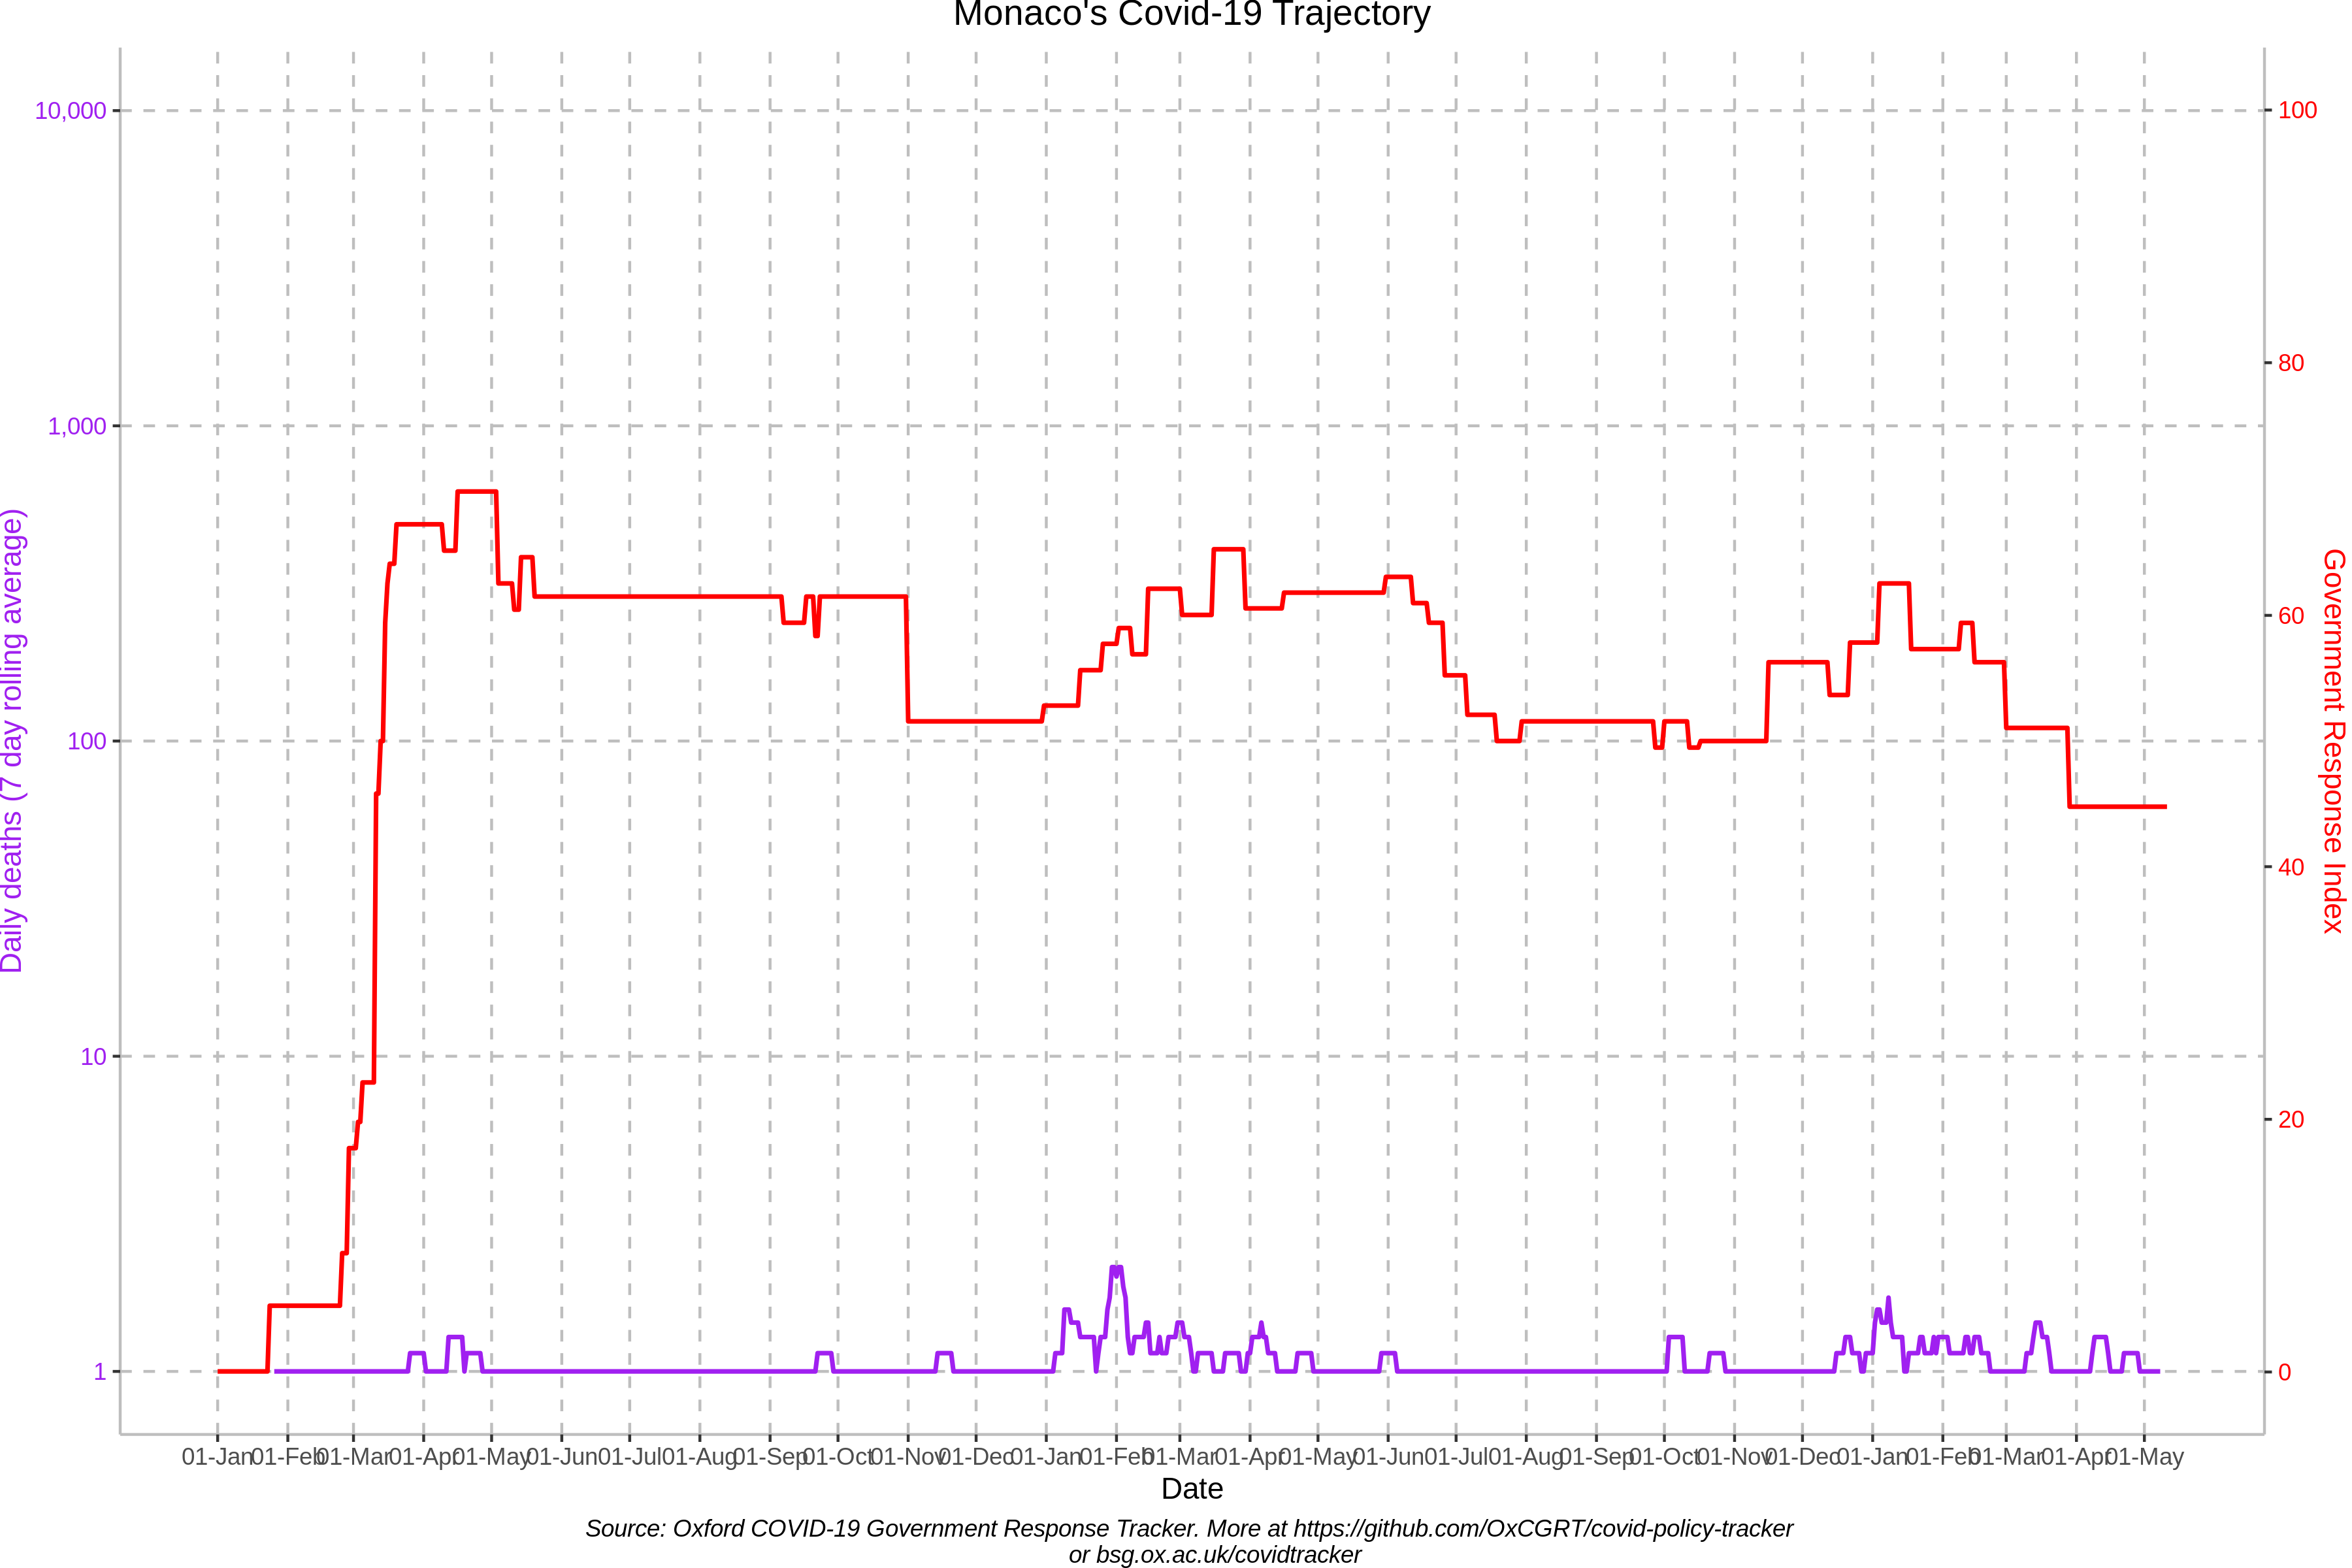 Monaco's Covid-19 Trajectory
10,000
1,000
100
10
1
Daily deaths (7 day rolling average)
100
80
60
40
20
0
Government Response Index
01-Jan 01-Feb 01-Mar 01-Apr 01-May 01-Jun 01-Jul 01-Aug 01-Sep 01-Oct 01-Nov 01-Dec 01-Jan 01-Feb 01-Mar 01-Apr 01-May 01-Jun 01-Jul 01-Aug 01-Sep 01-Oct 01-Nov 01-Dec 01-Jan 01-Feb 01-Mar 01-Apr 01-May
Date
Source: Oxford COVID-19 Government Response Tracker. More at https://github.com/OxCGRT/covid-policy-tracker
or bsg.ox.ac.uk/covidtracker